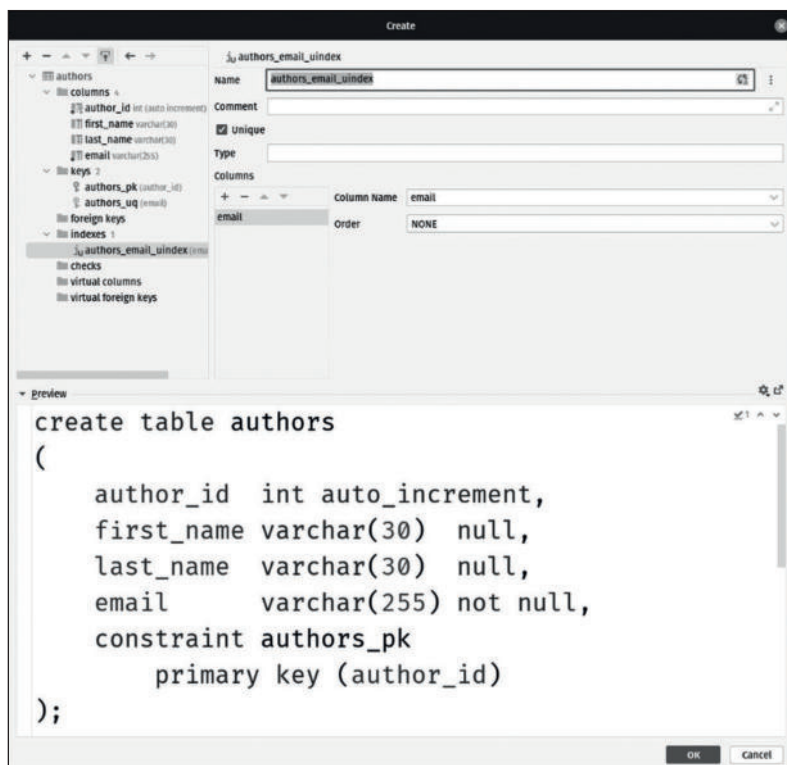 Create
authors_email_uindex
authors
columns 4
author_id int (auto increment)
first_name varchar(30)
last_name varchar(30)
email varchar(255)
keys 2
authors_pk (author_id)
authors_uq (email)
foreign keys
indexes 1
authors_email_uindex (ema
checks
virtual columns
virtual foreign keys
Name authors_email_uindex
Comment
Unique
Type
Columns
email
Column Name email
Order NONE
Preview
1
create table authors
(
author_id int auto_increment,
first_name varchar(30) null,
last_name varchar(30) null,
email varchar(255) not null,
constraint authors_pk
primary key (author_id)
);
OK Cancel